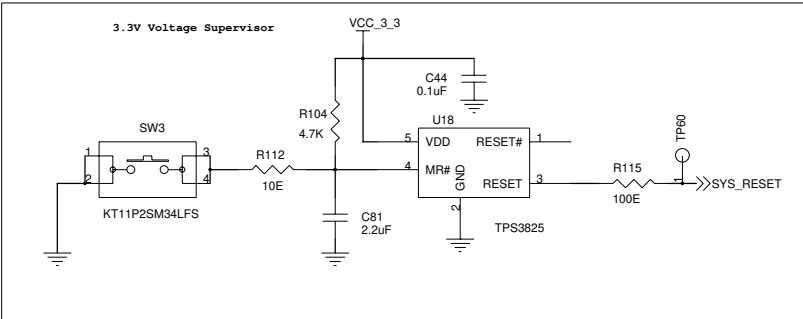 3.3V Voltage Supervisor
VCC_3_3
C44
0.1uF
R104
4.7K
U18
SW3
TP60
1
2
3
4
R112
10E
5
VDD
RESET#
1
4
MR#
GND
RESET
3
2
R115
100E
1
SYS_RESET
KT11P2SM34LFS
C81
2.2uF
TPS3825